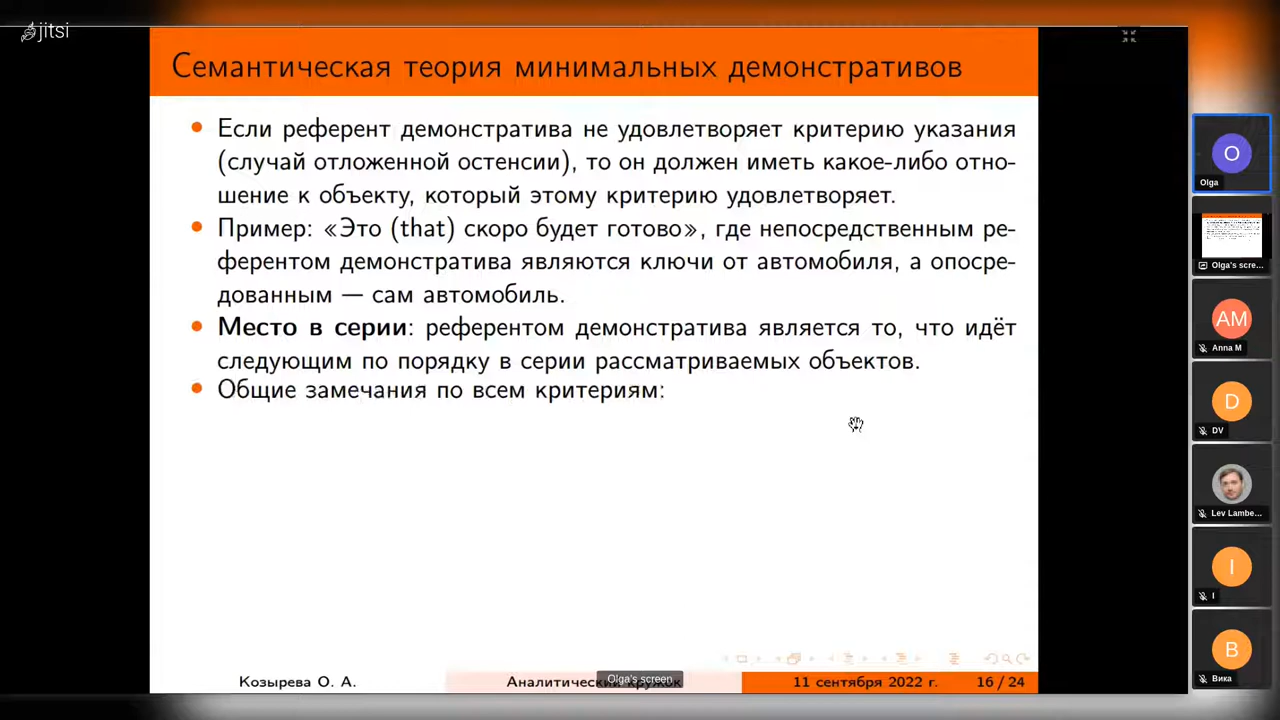 jitsi
Семантическая теория минимальных демонстративов
Если референт демонстратива не удовлетворяет критерию указания
(случай отложенной остенсии), то он должен иметь какое-либо отно-
шение к объекту, который этому критерию удовлетворяет.
Пример: «Это (that) скоро будет готово», где непосредственным ре-
ферентом демонстратива являются ключи от автомобиля, а опосре-
дованным — сам автомобиль.
Место в серии: референтом демонстратива является то, что идёт
следующим по порядку в серии рассматриваемых объектов.
Общие замечания по всем критериям:
Козырева О. А.
Аналитический кружок
Olga's screen
11 сентября 2022 г.
16 / 24
O
Olga
Olga's scre...
AM
Anna M
D
DV
Lev Lambe...
I
I
В
Вика